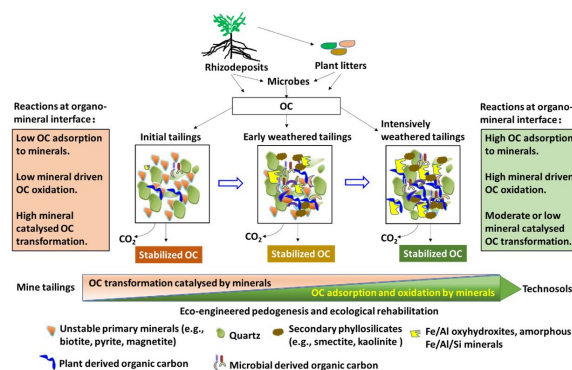 Rhizodeposits
Plant litters
Microbes
OC
Reactions at organo-
mineral interface:
Low OC adsorption
to minerals.
Low mineral driven
OC oxidation.
High mineral
catalysed OC
transformation.
Initial tailings
Early weathered tailings
Intensively
weathered tailings
Reactions at organo-
mineral interface:
High OC adsorption
to minerals.
High mineral driven
OC oxidation.
Moderate or low
mineral catalysed
OC transformation.
CO2
CO2
CO2
Stabilized OC
Stabilized OC
Stabilized OC
Mine tailings
OC transformation catalysed by minerals
OC adsorption and oxidation by minerals
Technosols
Eco-engineered pedogenesis and ecological rehabilitation
Unstable primary minerals (e.g.,
biotite, pyrite, magnetite)
Quartz
Secondary phyllosilicates
(e.g., smectite, kaolinite )
Fe/Al oxyhydroxites, amorphous
Fe/Al/Si minerals
Plant derived organic carbon
Microbial derived organic carbon